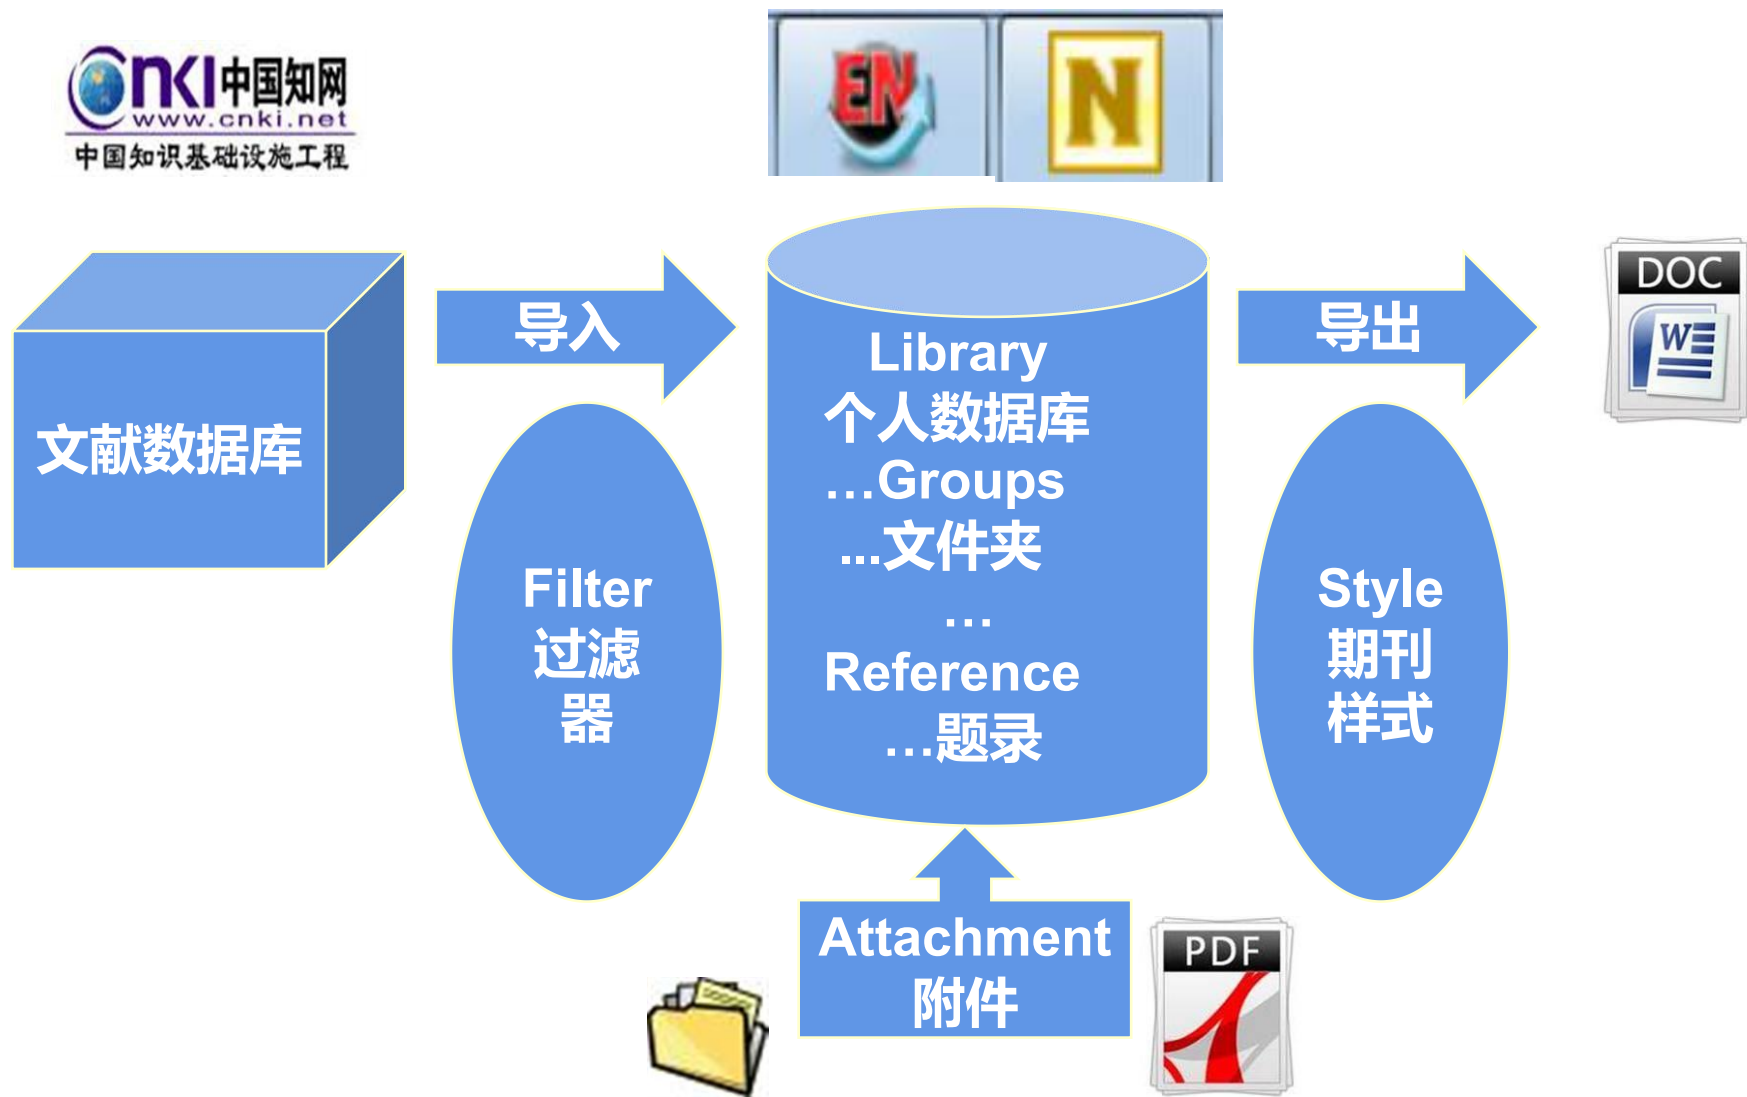 CNKI中国知网
www.cnki.net
中国知识基础设施工程
EN
N
文献数据库
导入
Filter
过滤
器
Library
个人数据库
…Groups
...文件夹
…
Reference
…题录
导出
Style
期刊
样式
DOC
W
Attachment
附件
PDF